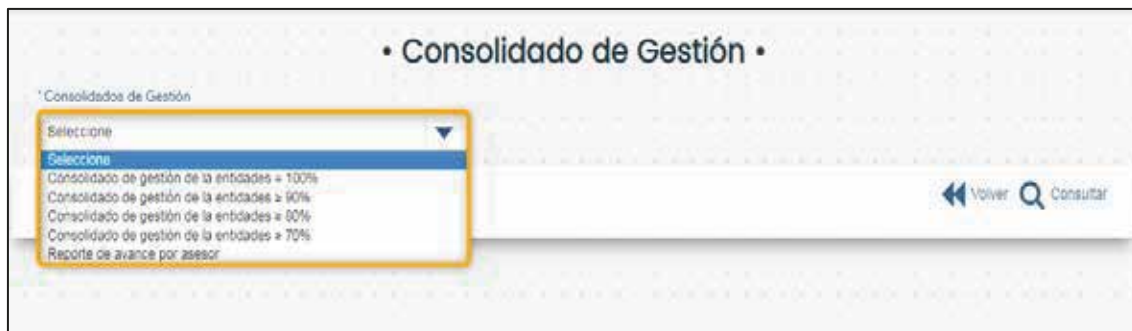 • Consolidado de Gestión •
*Consolidados de Gestión
Seleccione
Seleccione
Consolidado de gestión de la entidades = 100%
Consolidado de gestión de la entidades ≥ 90%
Consolidado de gestión de la entidades ≥ 80%
Consolidado de gestión de la entidades ≥ 70%
Reporte de avance por asesor
Volver Consultar